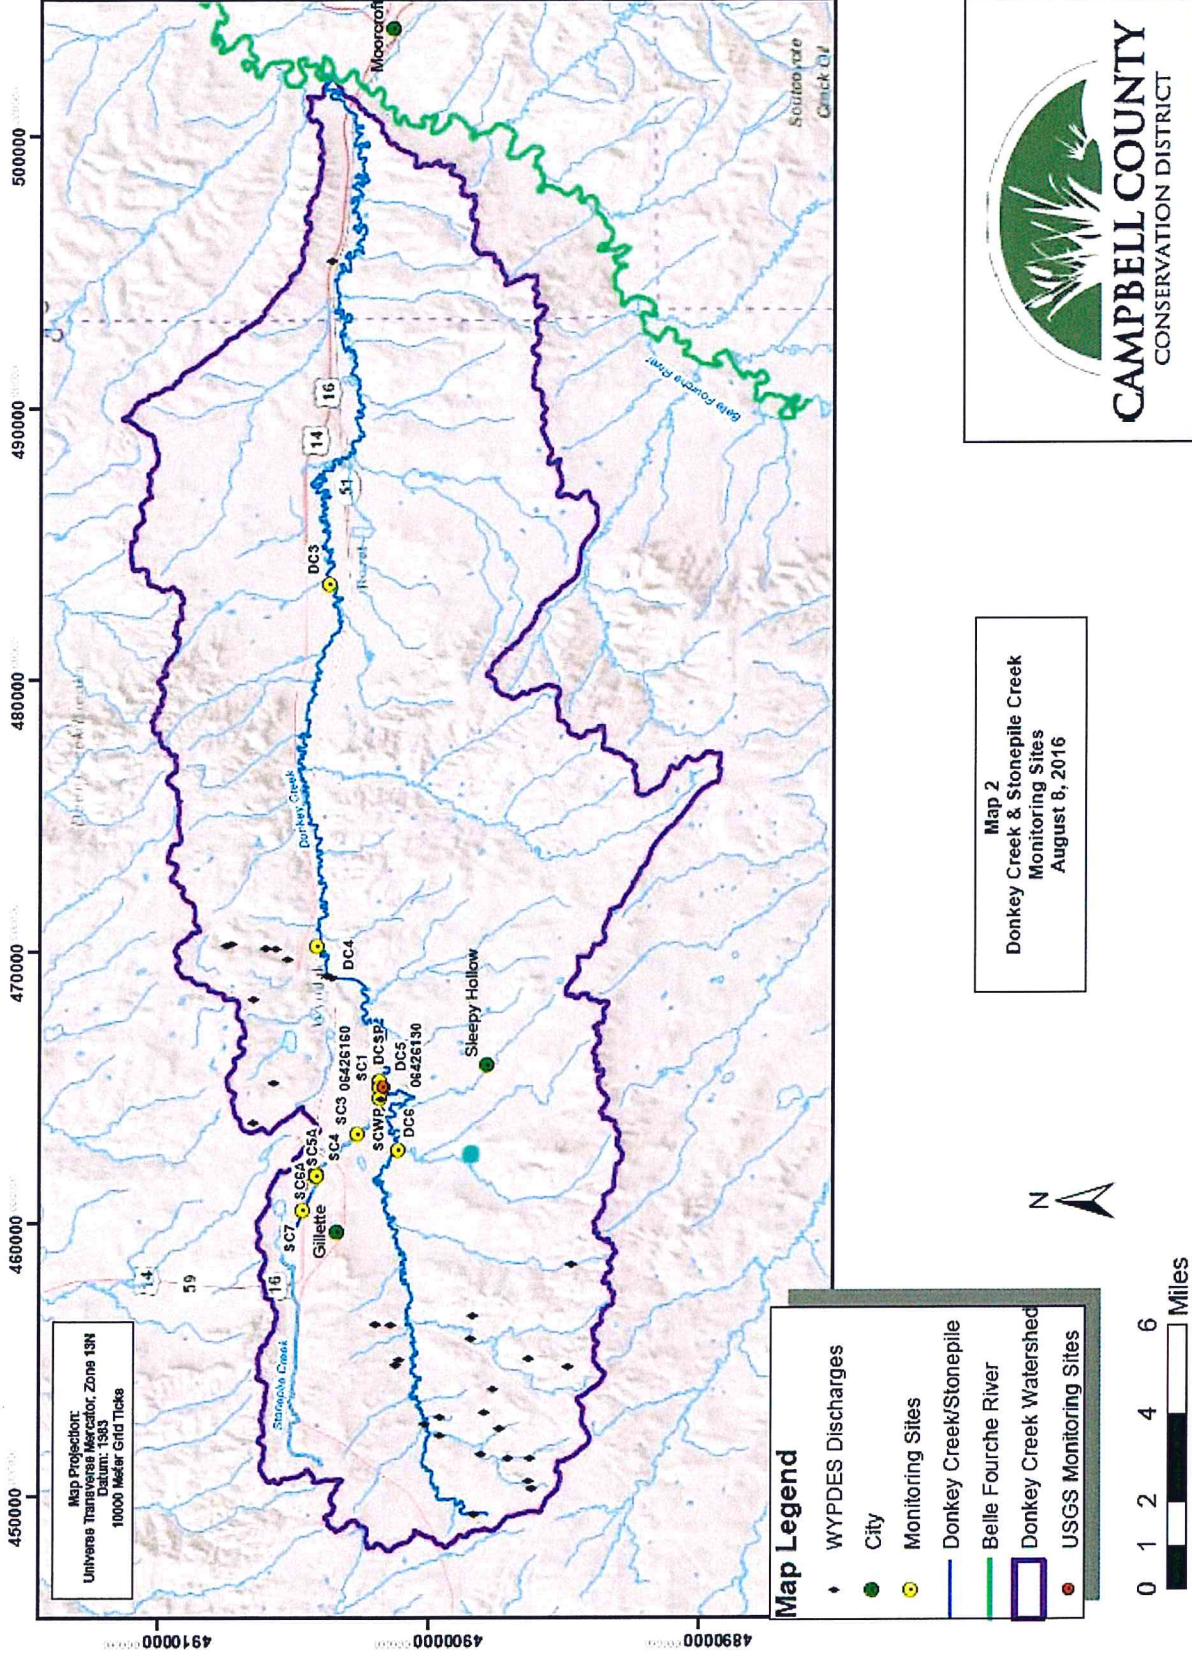 Map Projection:
Universe Transverse Mercator, Zone 13N
Datum: 1983
10000 Meter Grid Ticks
450000
460000
470000
480000
490000
500000
4910000
4900000
4890000
14
59
16
Stonepile Creek
SC7
Gillette
SC6A
SC5A
SC4
SC3
06426160
SC1
SCWP
DCSP
DC5
06426130
DC6
DC4
Sleepy Hollow
Donkey Creek
DC3
51
14
16
Belle Fourche River
Moorcroft
Map Legend
WYPDES Discharges
City
Monitoring Sites
Donkey Creek/Stonepile
Belle Fourche River
Donkey Creek Watershed
USGS Monitoring Sites
0 1 2 4 6
Miles
N
Map 2
Donkey Creek & Stonepile Creek
Monitoring Sites
August 8, 2016
CAMPBELL COUNTY
CONSERVATION DISTRICT